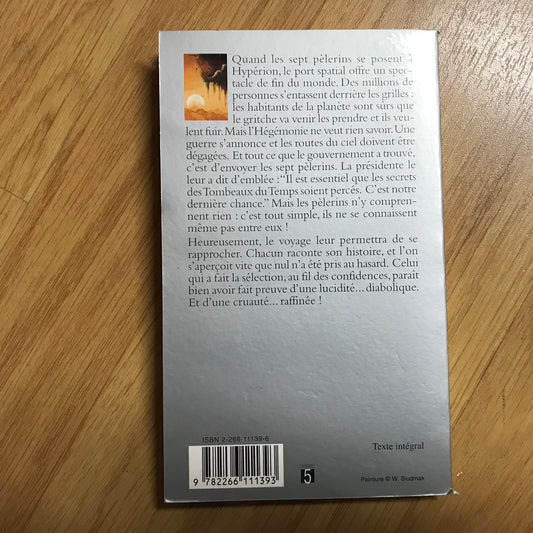 Quand les sept pèlerins se posent à
Hypérion, le port spatial offre un spec-
tacle de fin du monde. Des millions de
personnes s'entassent derrière les grilles :
les habitants de la planète sont sûrs que
le gritche va venir les prendre et ils veu-
lent fuir. Mais l'Hégémonie ne veut rien savoir. Une
guerre s'annonce et les routes du ciel doivent être
dégagées. Et tout ce que le gouvernement a trouvé,
c'est d'envoyer les sept pèlerins. La présidente le
leur a dit d'emblée : "Il est essentiel que les secrets
des Tombeaux du Temps soient percés. C'est notre
dernière chance." Mais les pèlerins n'y compren-
nent rien : c'est tout simple, ils ne se connaissent
même pas entre eux !
Heureusement, le voyage leur permettra de se
rapprocher. Chacun raconte son histoire, et l'on
s'aperçoit vite que nul n'a été pris au hasard. Celui
qui a fait la sélection, au fil des confidences, paraît
bien avoir fait preuve d'une lucidité... diabolique.
Et d'une cruauté... raffinée !
ISBN 2-266-11139-6
Texte intégral
9 782266 111393
5
Peinture © W. Siudmak